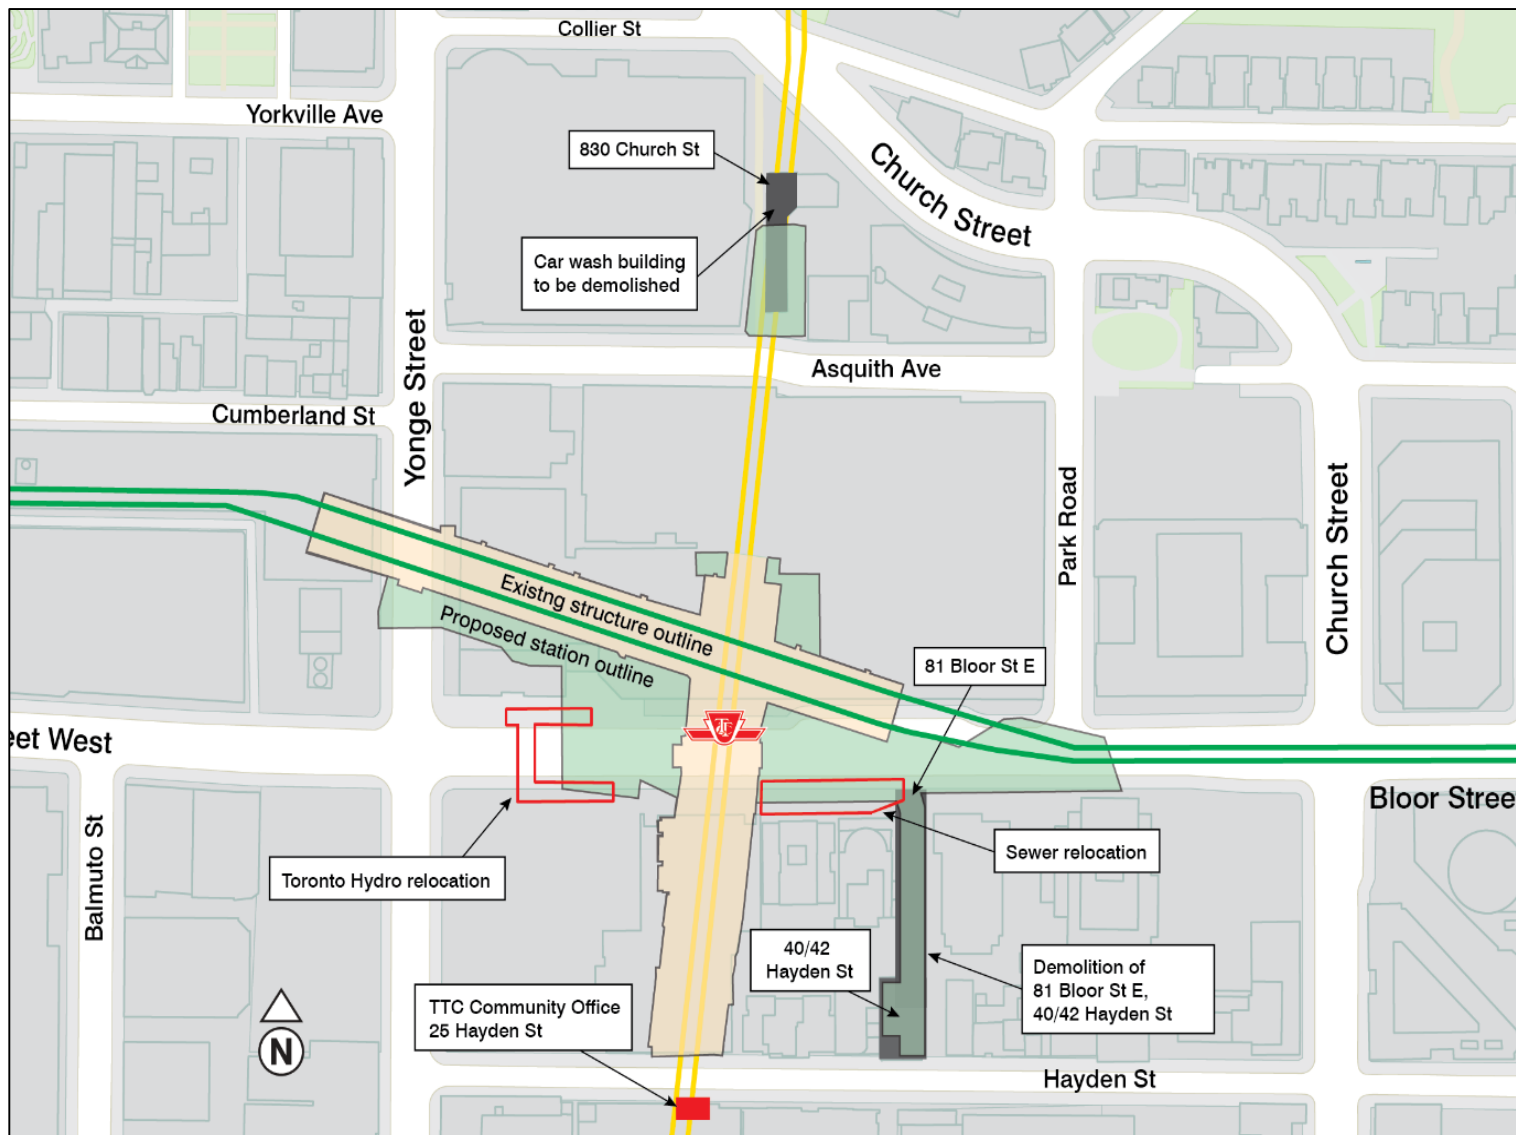 Collier St
Yorkville Ave
830 Church St
Church Street
Car wash building
to be demolished
Yonge Street
Asquith Ave
Cumberland St
Park Road
Church Street
Existng structure outline
Proposed station outline
81 Bloor St E
TTC
eet West
Bloor Stree
Balmuto St
Toronto Hydro relocation
Sewer relocation
40/42
Hayden St
Demolition of
81 Bloor St E,
40/42 Hayden St
TTC Community Office
25 Hayden St
N
Hayden St